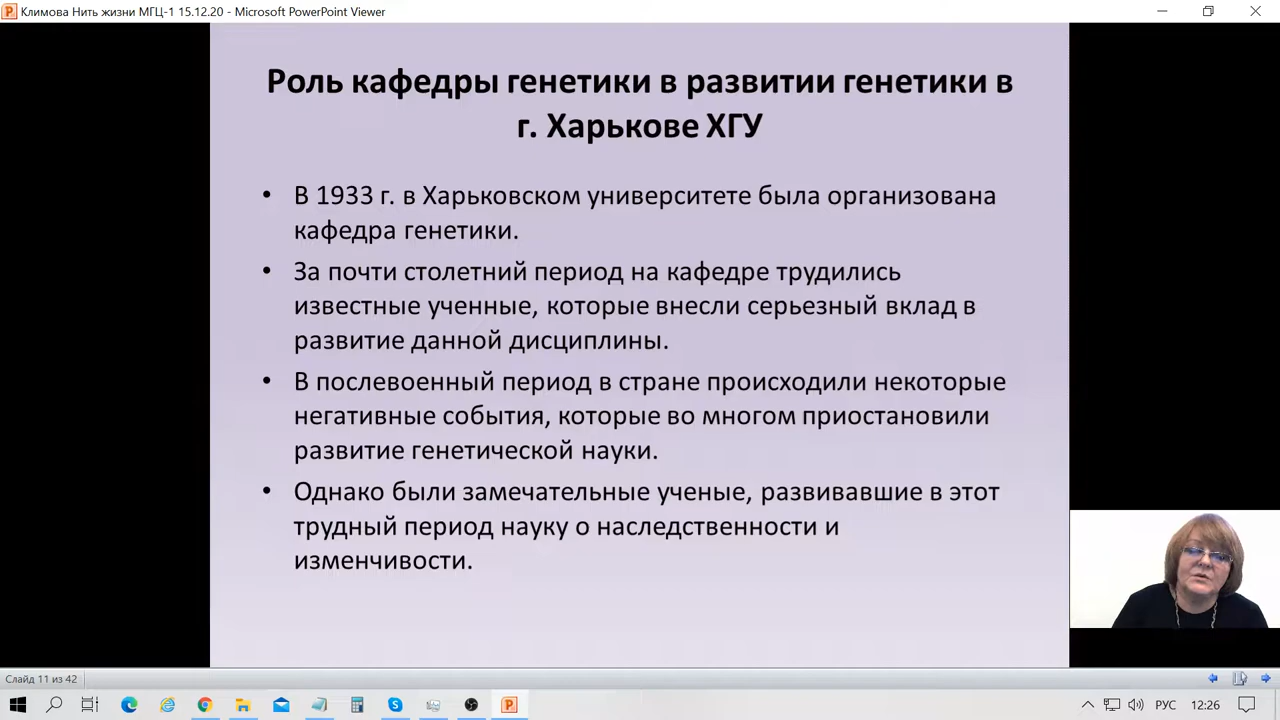 Климова Нить жизни МГЦ-1 15.12.20 - Microsoft PowerPoint Viewer
Роль кафедры генетики в развитии генетики в
г. Харькове ХГУ
• В 1933 г. в Харьковском университете была организована
кафедра генетики.
• За почти столетний период на кафедре трудились
известные ученные, которые внесли серьезный вклад в
развитие данной дисциплины.
• В послевоенный период в стране происходили некоторые
негативные события, которые во многом приостановили
развитие генетической науки.
• Однако были замечательные ученые, развивавшие в этот
трудный период науку о наследственности и
изменчивости.
Слайд 11 из 42
РУС 12:26